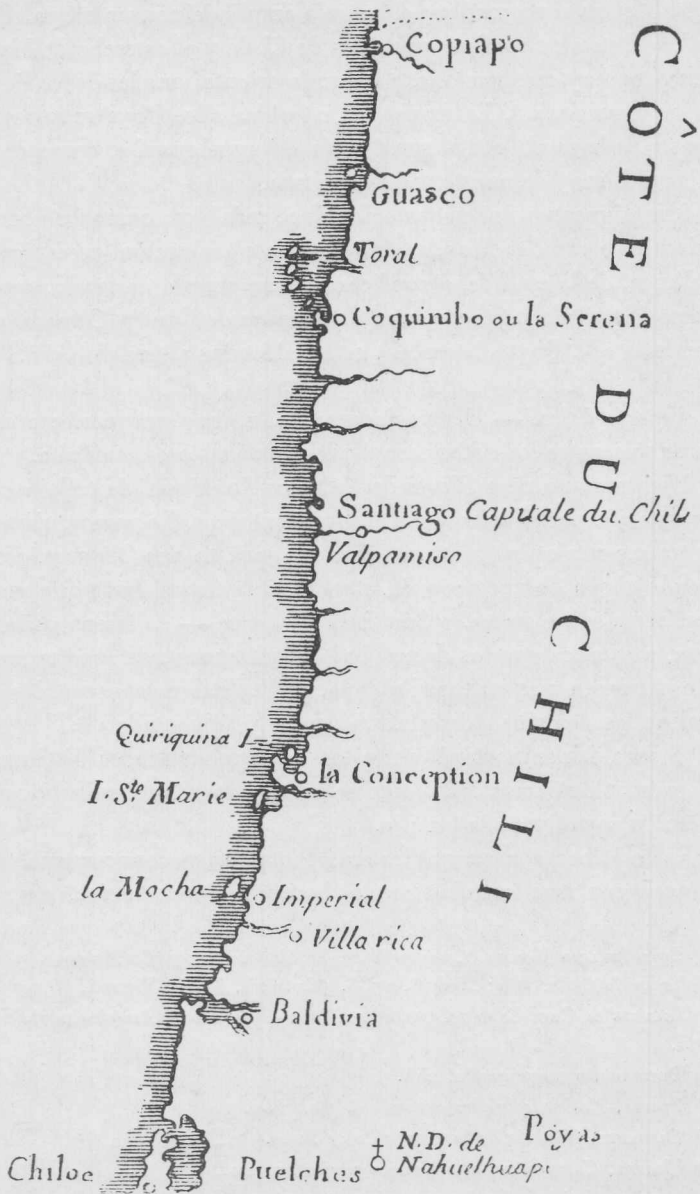 CÔTE DU CHILI
Copiapo
Guasco
Toral
Coquimbo ou la Serena
Santiago Capitale du Chili
Valparaiso
Quiriquina I
la Conception
I. Ste. Marie
la Mocha
Imperial
Villa rica
Baldivia
Poyas
N.D. de
Chiloe Puelches Nahuelhuapi